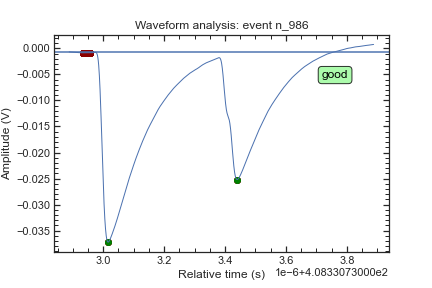 Waveform analysis: event n_986
Amplitude (V)
0.000
−0.005
−0.010
−0.015
−0.020
−0.025
−0.030
−0.035
good
3.0
3.2
3.4
3.6
3.8
Relative time (s)
1e−6+4.0833073000e2